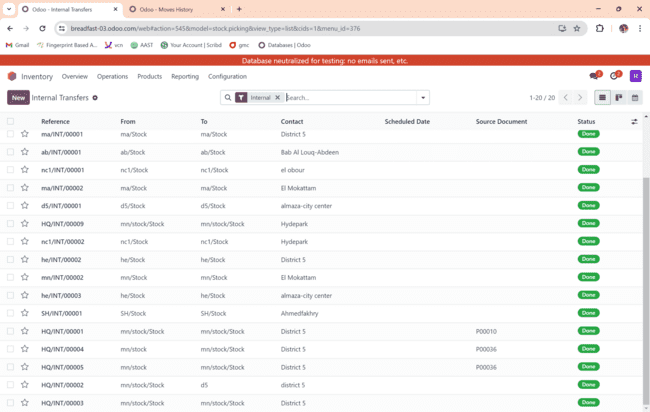 Odoo - Internal Transfers
Odoo - Moves History
breadfast-03.odoo.com/web#action=545&model=stock.picking&view_type=list&cids=1&menu_id=376
Gmail Fingerprint Based A... xcn AAST Your Account | Scribd gmc Databases | Odoo
Database neutralized for testing: no emails sent, etc.
Inventory Overview Operations Products Reporting Configuration
New Internal Transfers Internal Search... 1-20 / 20
Reference From To Contact Scheduled Date Source Document Status
ma/INT/00001 ma/Stock ma/Stock District 5 Done
ab/INT/00001 ab/Stock ab/Stock Bab Al Louq-Abdeen Done
nc1/INT/00001 nc1/Stock nc1/Stock el obour Done
ma/INT/00002 ma/Stock ma/Stock El Mokattam Done
d5/INT/00001 d5/Stock d5/Stock almaza-city center Done
HQ/INT/00009 mn/stock/Stock mn/stock/Stock Hydepark Done
nc1/INT/00002 nc1/Stock nc1/Stock Hydepark Done
he/INT/00002 he/Stock he/Stock District 5 Done
mn/INT/00002 mn/Stock mn/Stock El Mokattam Done
he/INT/00003 he/Stock he/Stock almaza-city center Done
SH/INT/00001 SH/Stock SH/Stock Ahmedfakhry Done
HQ/INT/00001 mn/stock/Stock mn/stock/Stock District 5 P00010 Done
HQ/INT/00004 mn/stock/Stock mn/stock/Stock District 5 P00036 Done
HQ/INT/00005 mn/stock mn/stock/Stock District 5 P00036 Done
HQ/INT/00002 mn/stock/Stock d5 district 5 Done
HQ/INT/00003 mn/stock/Stock mn/stock/Stock District 5 Done